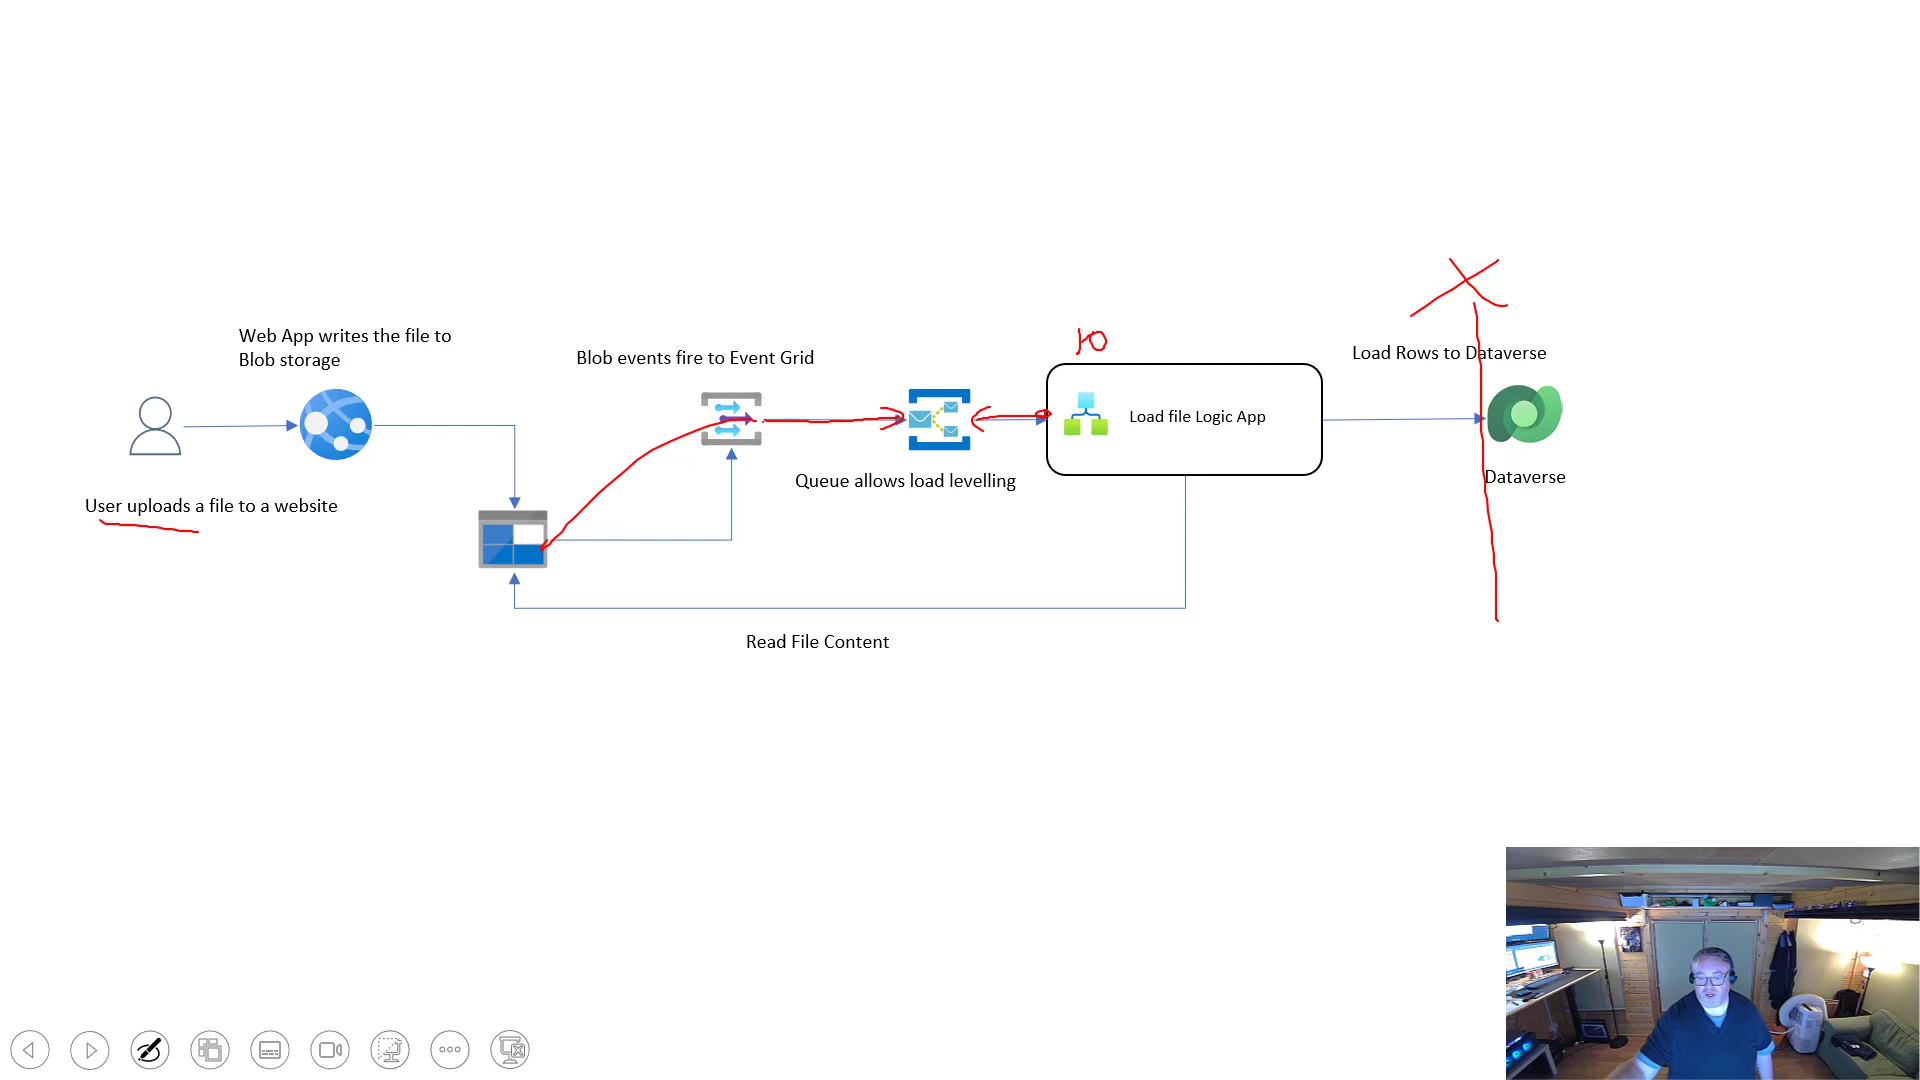 Web App writes the file to
Blob storage
Blob events fire to Event Grid
10
Load Rows to Dataverse
Load file Logic App
User uploads a file to a website
Queue allows load levelling
Dataverse
Read File Content